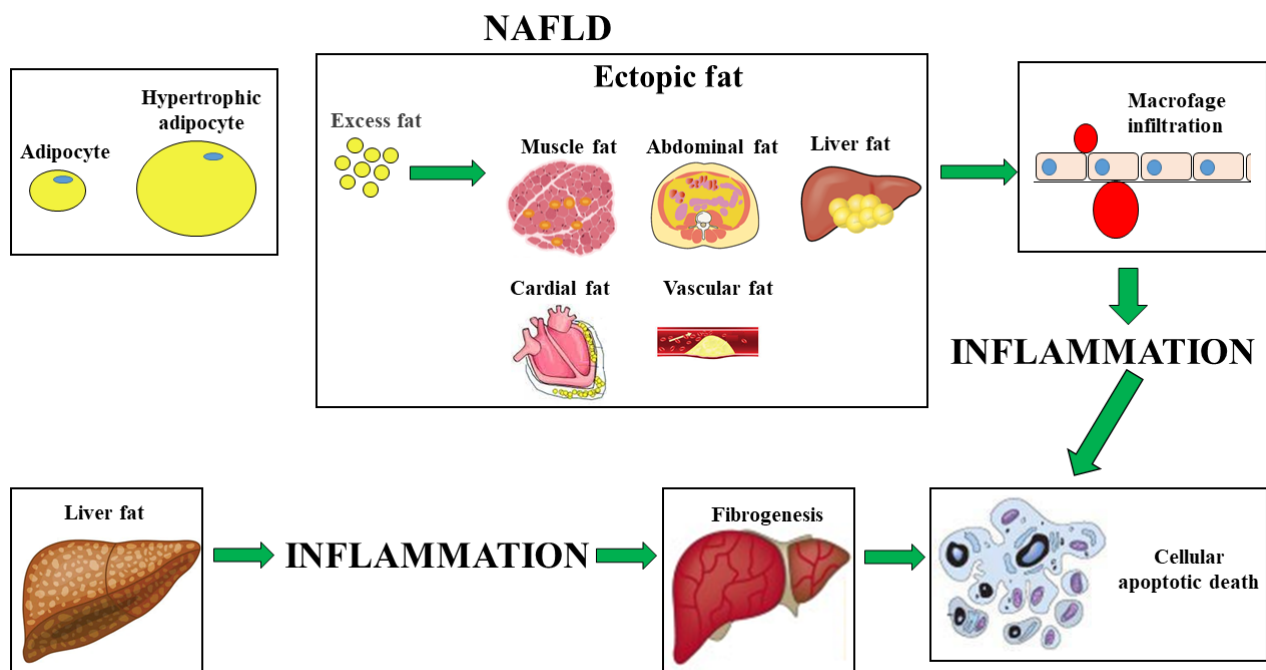 NAFLD
Adipocyte
Hypertrophic
adipocyte
Ectopic fat
Excess fat
Muscle fat
Abdominal fat
Liver fat
Cardial fat
Vascular fat
Macrofage
infiltration
INFLAMMATION
Liver fat
INFLAMMATION
Fibrogenesis
Cellular
apoptotic death